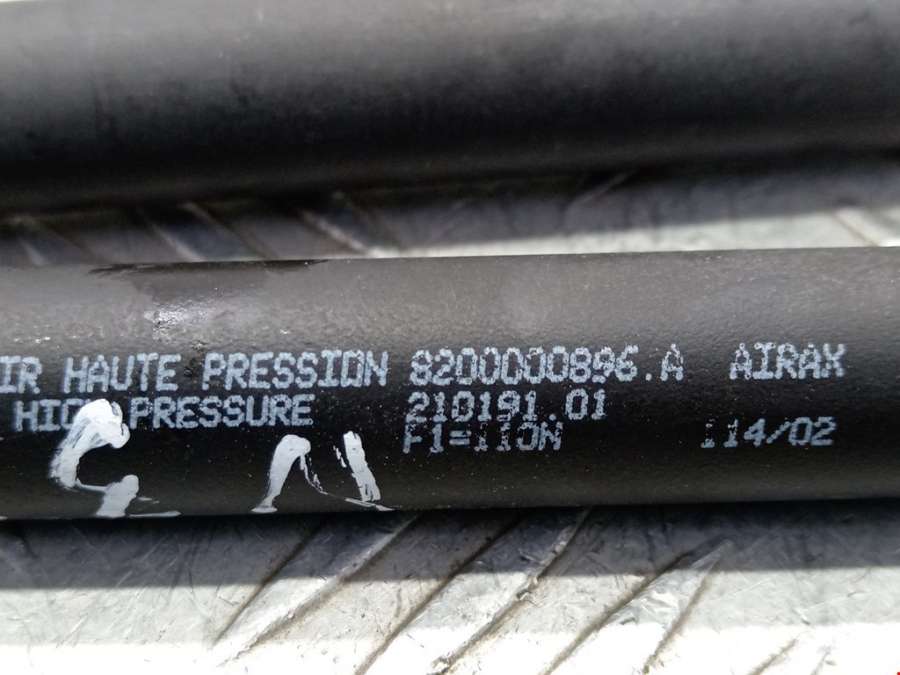 IR HAUTE PRESSION 8200000896.A AIRAX
HIGH PRESSURE 210191.01
F1=110N 114/02